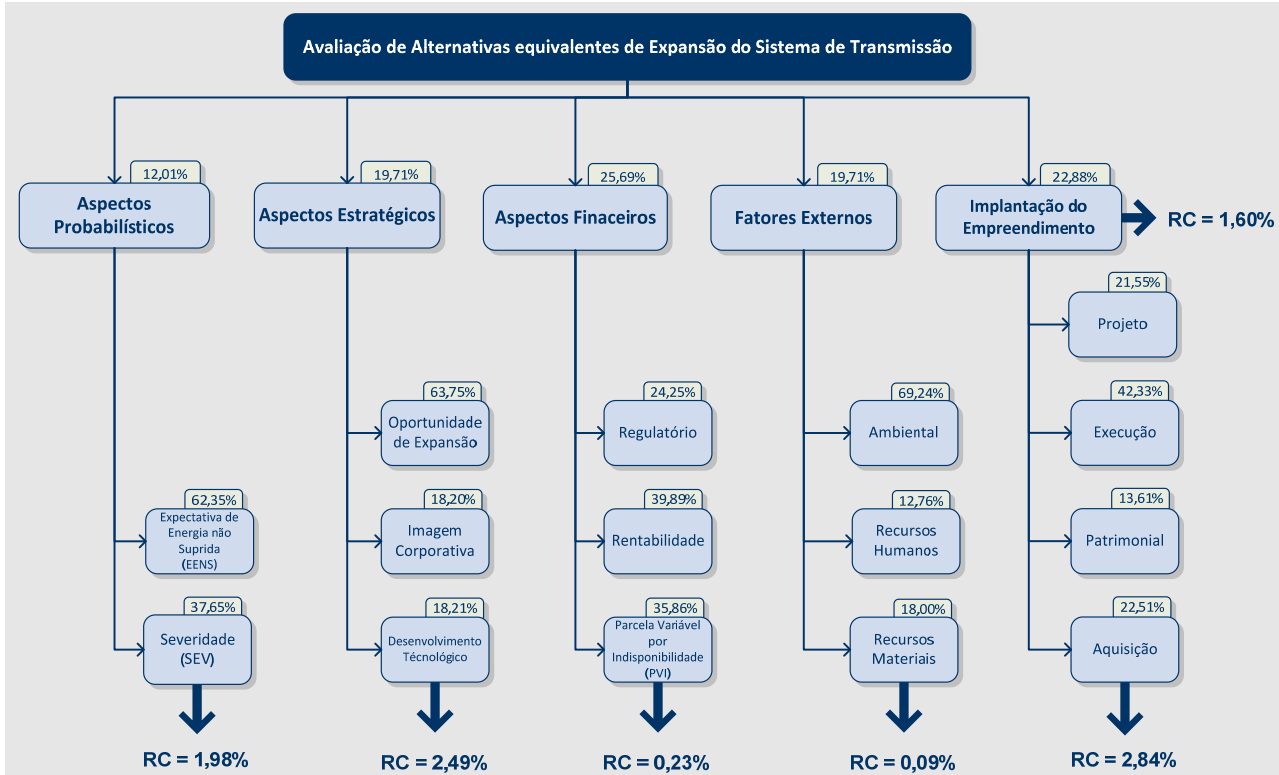 Avaliação de Alternativas equivalentes de Expansão do Sistema de Transmissão
12,01%
Aspectos
Probabilísticos
19,71%
Aspectos Estratégicos
25,69%
Aspectos Finaceiros
19,71%
Fatores Externos
22,88%
Implantação do
Empreendimento
RC = 1,60%
62,35%
Expectativa de
Energia não
Suprida
(EENS)
37,65%
Severidade
(SEV)
RC = 1,98%
63,75%
Oportunidade
de Expansão
18,20%
Imagem
Corporativa
18,21%
Desenvolvimento
Técnológico
RC = 2,49%
24,25%
Regulatório
39,89%
Rentabilidade
35,86%
Parcela Variável
por
Indisponibilidade
(PVI)
RC = 0,23%
69,24%
Ambiental
12,76%
Recursos
Humanos
18,00%
Recursos
Materiais
RC = 0,09%
21,55%
Projeto
42,33%
Execução
13,61%
Patrimonial
22,51%
Aquisição
RC = 2,84%